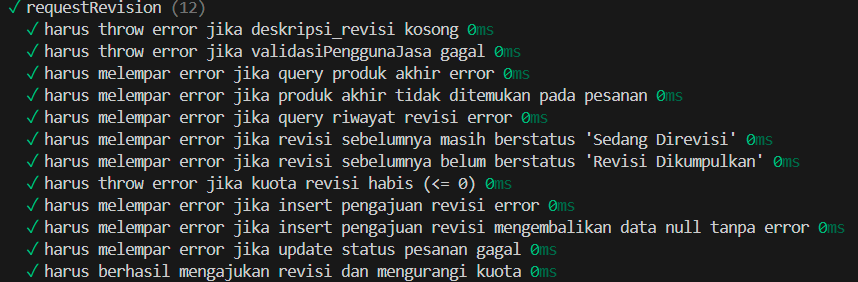 ✓ requestRevision (12)
✓ harus throw error jika deskripsi_revisi kosong 0ms
✓ harus throw error jika validasiPenggunaJasa gagal 0ms
✓ harus melempar error jika query produk akhir error 0ms
✓ harus melempar error jika produk akhir tidak ditemukan pada pesanan 0ms
✓ harus melempar error jika query riwayat revisi error 0ms
✓ harus melempar error jika revisi sebelumnya masih berstatus 'Sedang Direvisi' 0ms
✓ harus melempar error jika revisi sebelumnya belum berstatus 'Revisi Dikumpulkan' 0ms
✓ harus throw error jika kuota revisi habis (<= 0) 0ms
✓ harus melempar error jika insert pengajuan revisi error 0ms
✓ harus melempar error jika insert pengajuan revisi mengembalikan data null tanpa error 0ms
✓ harus melempar error jika update status pesanan gagal 0ms
✓ harus berhasil mengajukan revisi dan mengurangi kuota 0ms